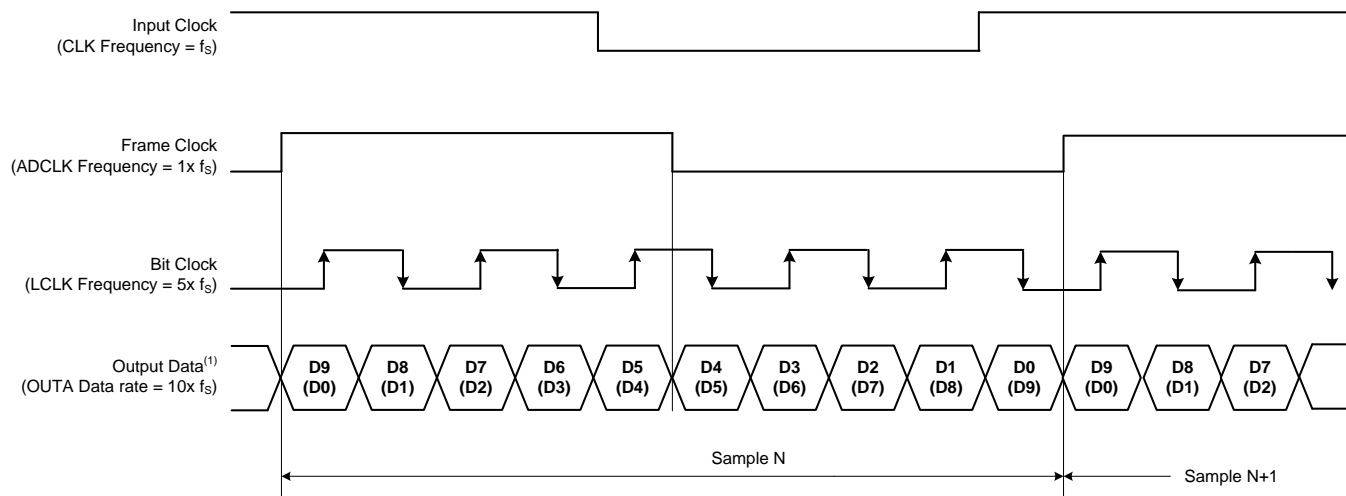 Input Clock
(CLK Frequency = fS)
Frame Clock
(ADCLK Frequency = 1x fS)
Bit Clock
(LCLK Frequency = 5x fS)
Output Data(1)
(OUTA Data rate = 10x fS)
D9 D8 D7 D6 D5 D4 D3 D2 D1 D0 D9 D8 D7
(D0) (D1) (D2) (D3) (D4) (D5) (D6) (D7) (D8) (D9) (D0) (D1) (D2)
Sample N
Sample N+1